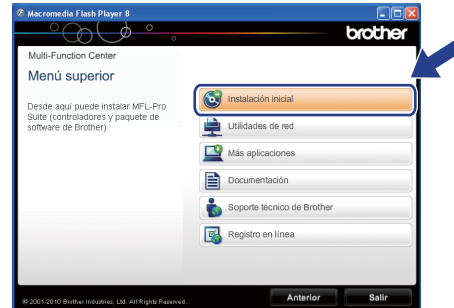 Macromedia Flash Player 8
brother
Multi-Function Center
Menú superior
Desde aquí puede instalar MFL-Pro
Suite (controladores y paquete de
software de Brother).
Instalación inicial
Utilidades de red
Más aplicaciones
Documentación
Soporte técnico de Brother
Registro en línea
© 2001-2010 Brother Industries, Ltd. All Rights Reserved.
Anterior
Salir